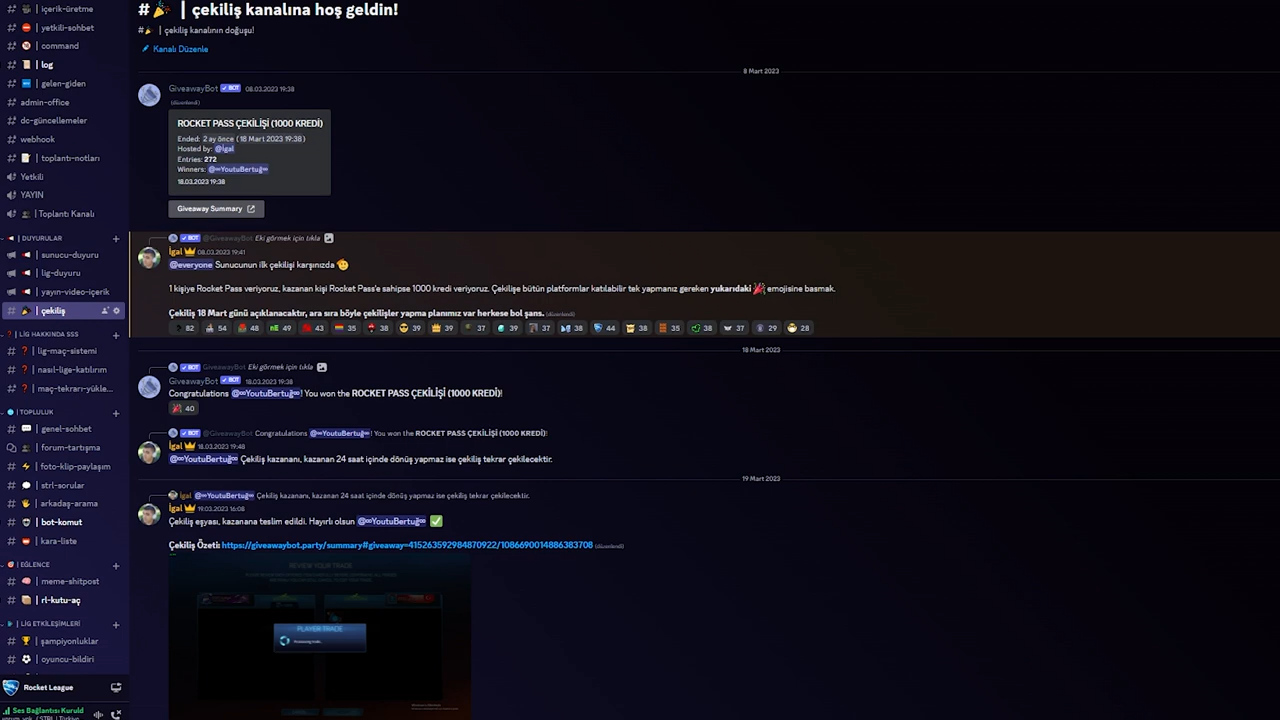 içerik-üretme
yetkili-sohbet
command
log
gelen-giden
admin-office
dc-güncellemeler
webhook
toplantı-notları
Yetkili
YAYIN
Toplantı Kanalı
DUYURULAR
sunucu-duyuru
lig-duyuru
yayın-video-içerik
çekiliş
LİG HAKKINDA SSS
lig-maç-sistemi
nasıl-lige-katılırım
maç-tekrarı-yükle...
TOPLULUK
genel-sohbet
forum-tartışma
foto-klip-paylaşım
strl-sorular
arkadaş-arama
bot-komut
kara-liste
EĞLENCE
meme-shitpost
rl-kutu-aç
LİG ETKİLEŞİMLERİ
şampiyonluklar
oyuncu-bildiri
Rocket League
Ses Bağlantısı Kuruld
# 🎉 | çekiliş kanalına hoş geldin!
#🎉 | çekiliş kanalının doğuşu!
Kanalı Düzenle
8 Mart 2023
GiveawayBot BOT 08.03.2023 19:38
(düzenlendi)
ROCKET PASS ÇEKİLİŞİ (1000 KREDİ)
Ended: 2 ay önce (18 Mart 2023 19:38)
Hosted by: @İgal
Entries: 272
Winners: @∞YoutuBertuğ∞
18.03.2023 19:38
Giveaway Summary
BOT @GiveawayBot Eki görmek için tıkla
İgal 08.03.2023 19:41
@everyone Sunucunun ilk çekilişi karşınızda
1 kişiye Rocket Pass veriyoruz, kazanan kişi Rocket Pass'e sahipse 1000 kredi veriyoruz. Çekilişe bütün platformlar katılabilir tek yapmanız gereken yukarıdaki 🎉 emojisine basmak.
Çekiliş 18 Mart günü açıklanacaktır, ara sıra böyle çekilişler yapma planımız var herkese bol şans. (düzenlendi)
82 54 48 49 43 35 38 39 39 37 39 37 38 44 38 35 38 37 29 28
18 Mart 2023
BOT GiveawayBot Eki görmek için tıkla
GiveawayBot BOT 18.03.2023 19:38
Congratulations @∞YoutuBertuğ∞! You won the ROCKET PASS ÇEKİLİŞİ (1000 KREDİ)!
40
BOT @GiveawayBot Congratulations @∞YoutuBertuğ∞! You won the ROCKET PASS ÇEKİLİŞİ (1000 KREDİ)!
İgal 18.03.2023 19:48
@∞YoutuBertuğ∞ Çekiliş kazananı, kazanan 24 saat içinde dönüş yapmaz ise çekiliş tekrar çekilecektir.
19 Mart 2023
İgal @∞YoutuBertuğ∞ Çekiliş kazananı, kazanan 24 saat içinde dönüş yapmaz ise çekiliş tekrar çekilecektir.
İgal 19.03.2023 16:08
Çekiliş eşyası, kazanana teslim edildi. Hayırlı olsun @∞YoutuBertuğ∞ ✅
Çekiliş Özeti: https://giveawaybot.party/summary#giveaway=415263592984870922/1086690014886383708 (düzenlendi)
REVIEW YOUR TRADE
PLAYER TRADE